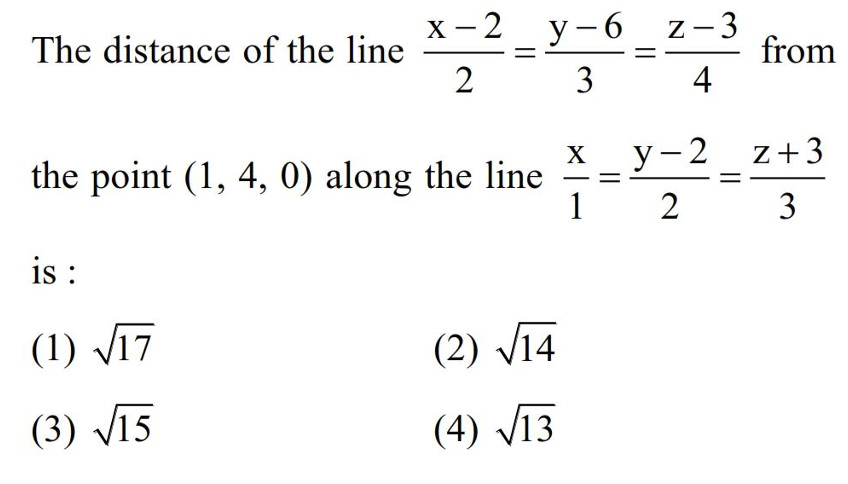 The distance of the line (x − 2)/2 = (y − 6)/3 = (z − 3)/4 from
the point (1, 4, 0) along the line x/1 = (y − 2)/2 = (z + 3)/3
is :
(1) √17 (2) √14
(3) √15 (4) √13